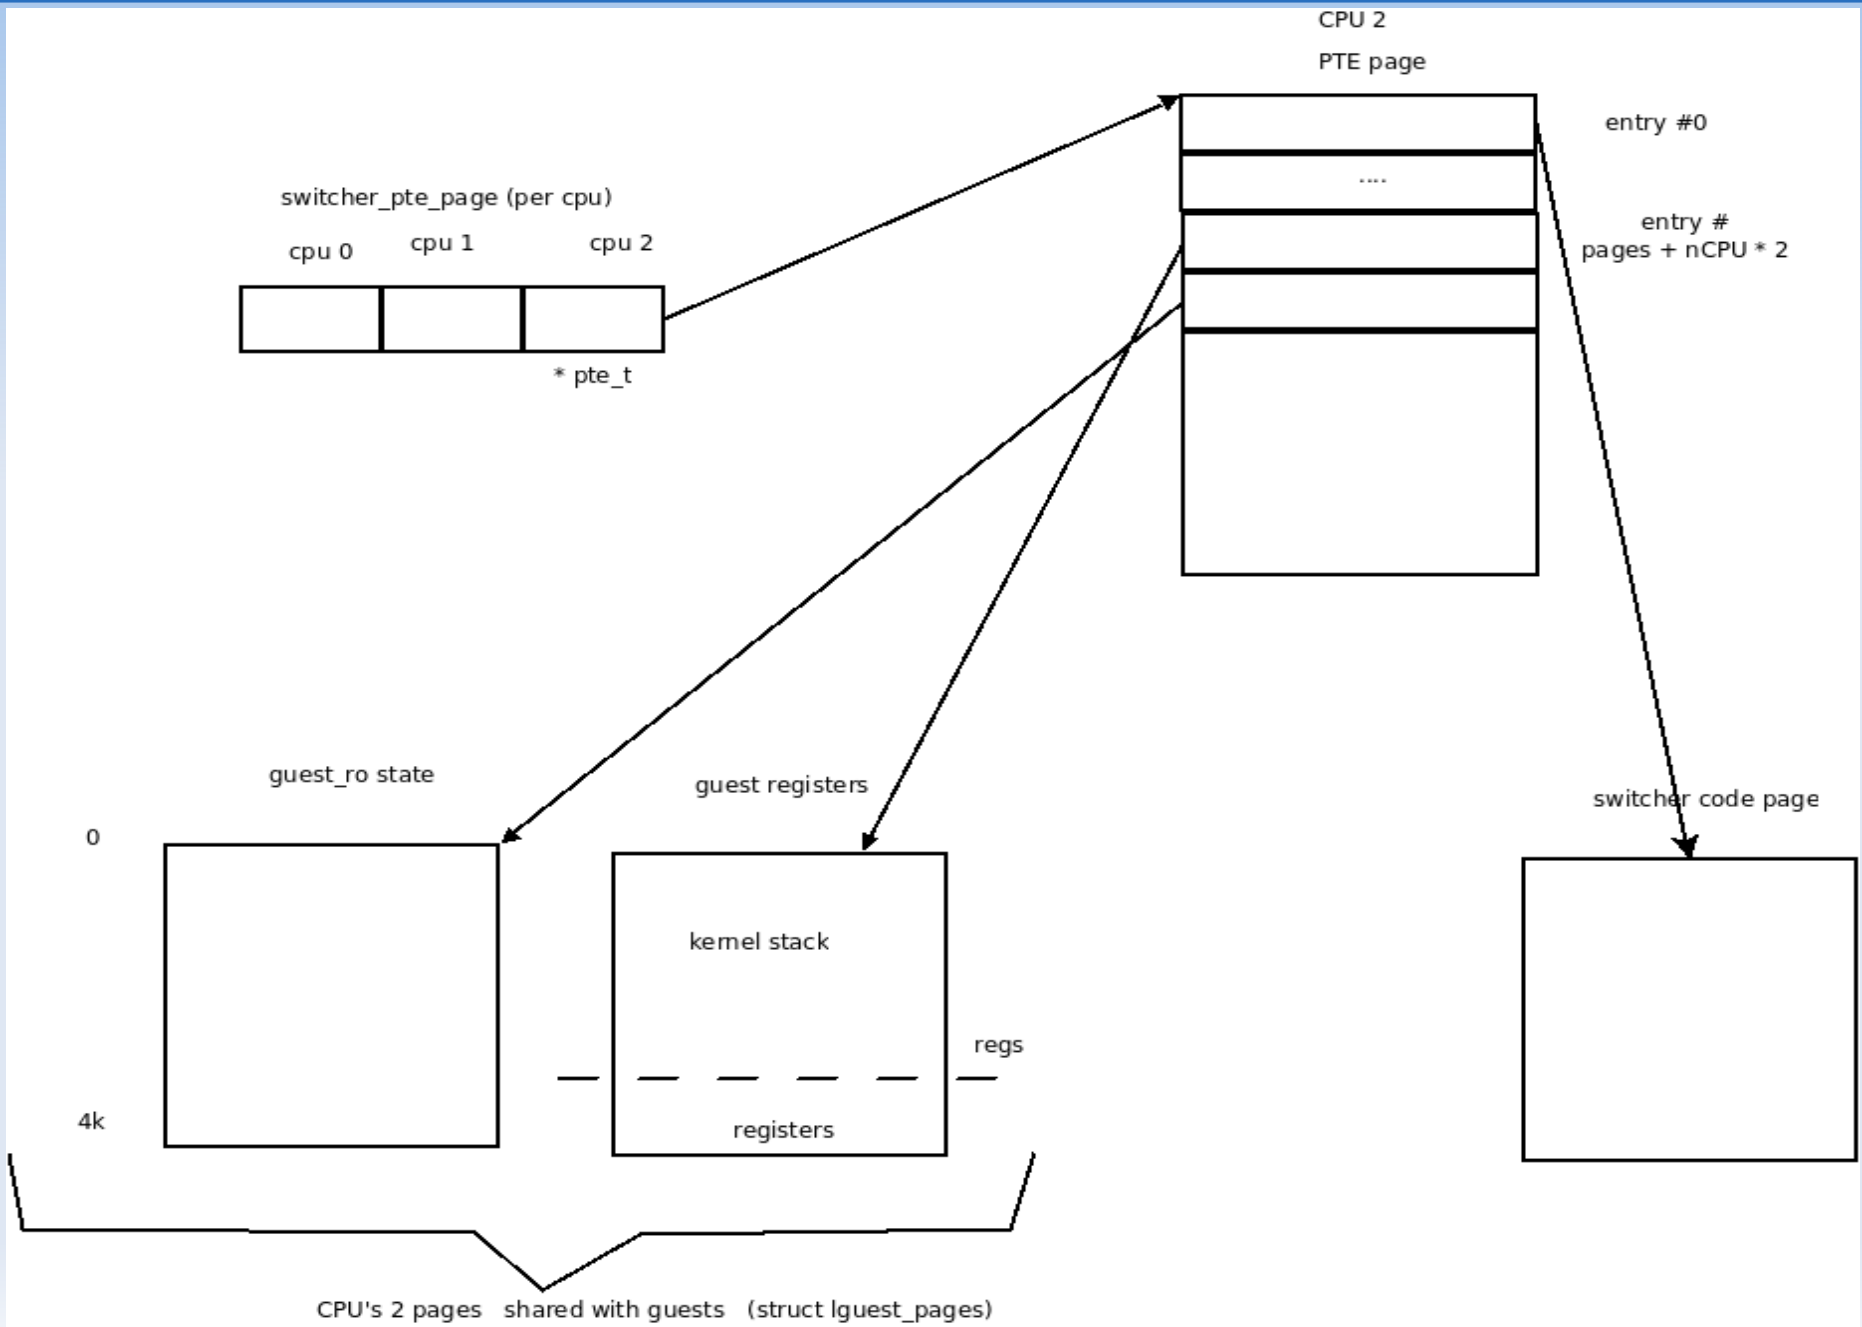 CPU 2
PTE page
entry #0
....
switcher_pte_page (per cpu)
cpu 0
cpu 1
cpu 2
entry #
pages + nCPU * 2
* pte_t
guest_ro state
guest registers
switcher code page
0
kernel stack
regs
4k
registers
CPU's 2 pages shared with guests (struct lguest_pages)